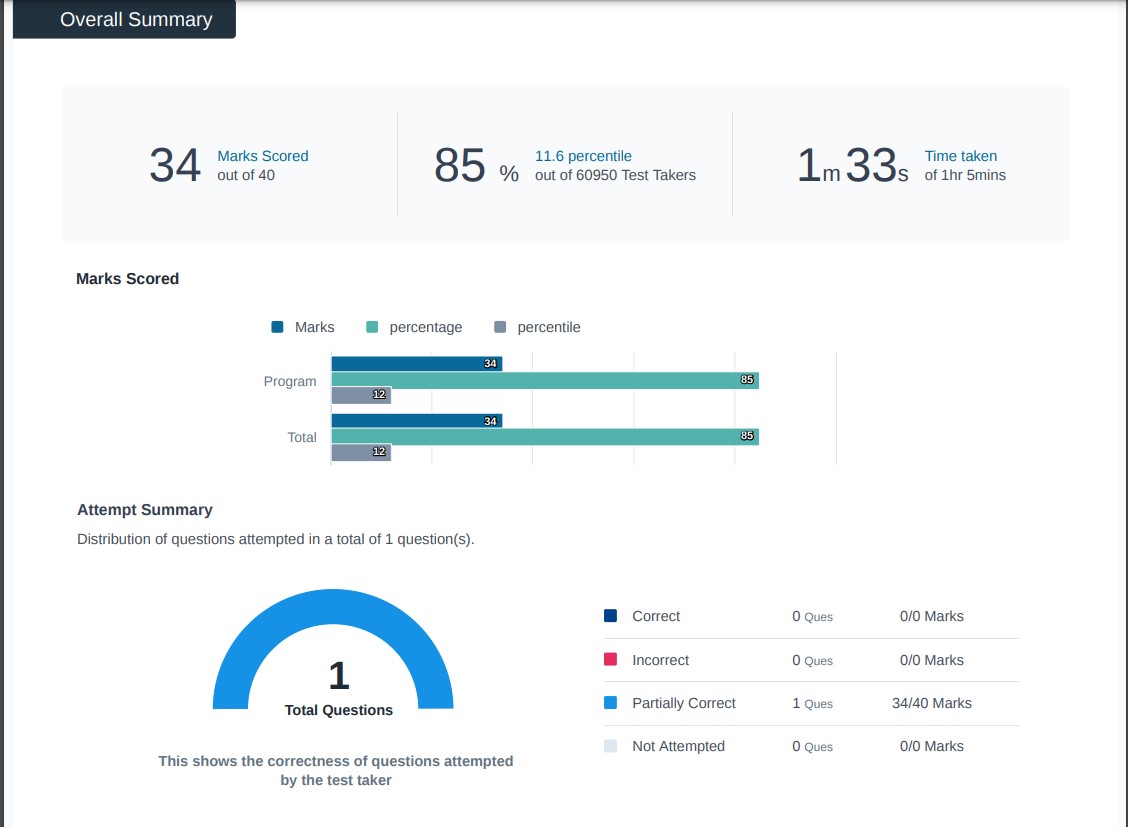 Overall Summary
34 Marks Scored out of 40
85 % 11.6 percentile out of 60950 Test Takers
1m 33s Time taken of 1hr 5mins
Marks Scored
Marks percentage percentile
Program 34 85 12
Total 34 85 12
Attempt Summary
Distribution of questions attempted in a total of 1 question(s).
1
Total Questions
This shows the correctness of questions attempted
by the test taker
Correct 0 Ques 0/0 Marks
Incorrect 0 Ques 0/0 Marks
Partially Correct 1 Ques 34/40 Marks
Not Attempted 0 Ques 0/0 Marks